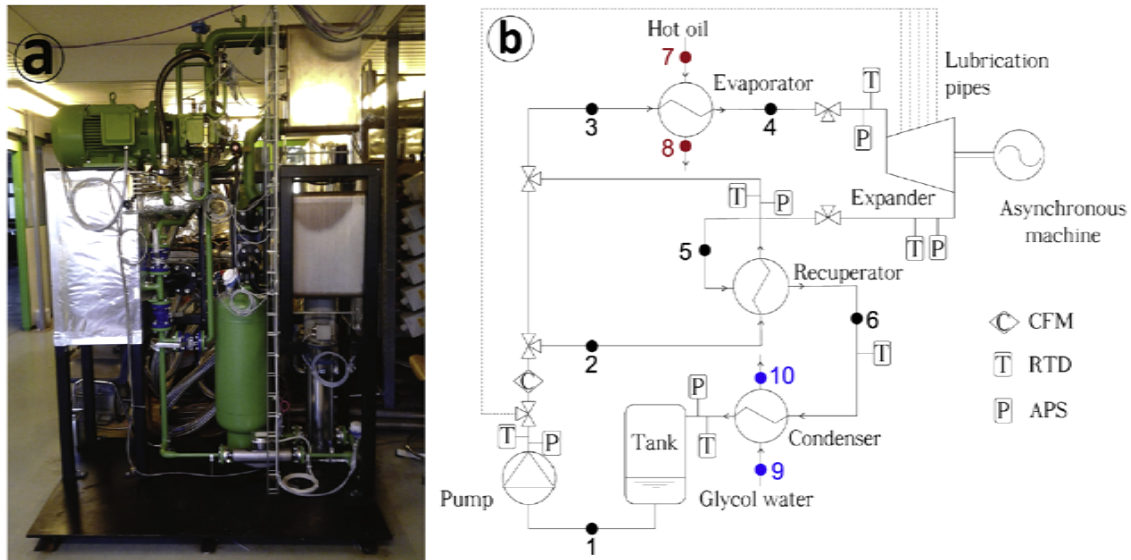 a
b
Hot oil
7
Evaporator
3
4
8
T
P
Lubrication
pipes
Expander
Asynchronous
machine
T
P
T
P
5
Recuperator
6
T
2
C
10
P
T
Condenser
9
Glycol water
Tank
T
P
Pump
1
C CFM
T RTD
P APS